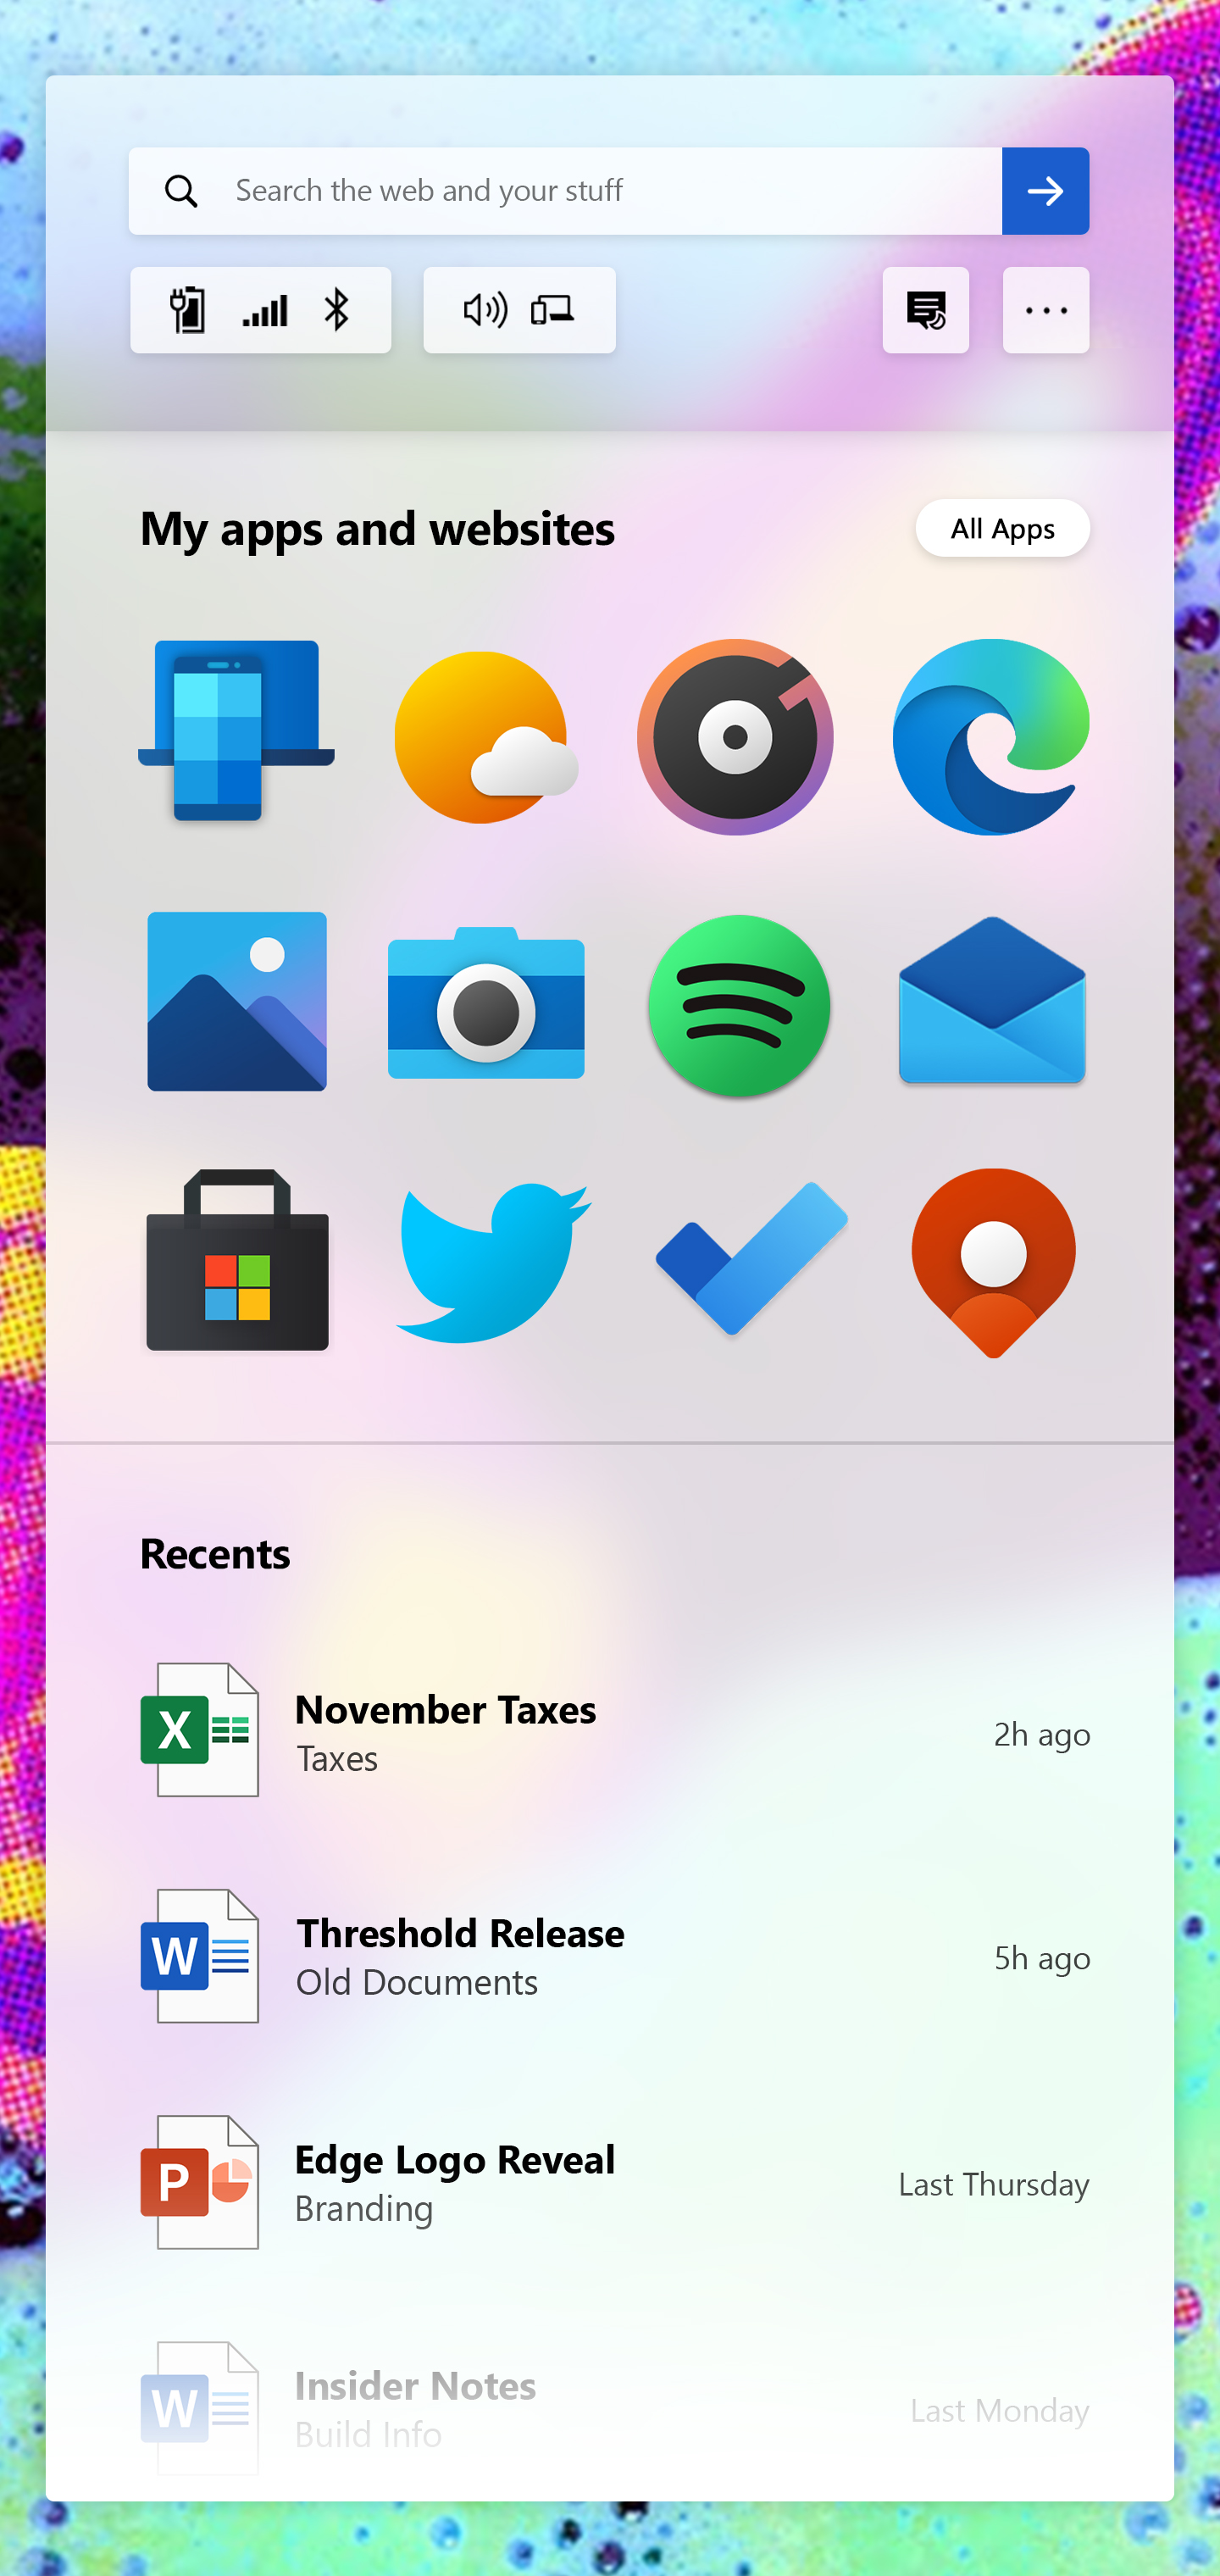 Search the web and your stuff
My apps and websites
All Apps
Recents
X
November Taxes
Taxes
2h ago
W
Threshold Release
Old Documents
5h ago
P
Edge Logo Reveal
Branding
Last Thursday
W
Insider Notes
Build Info
Last Monday